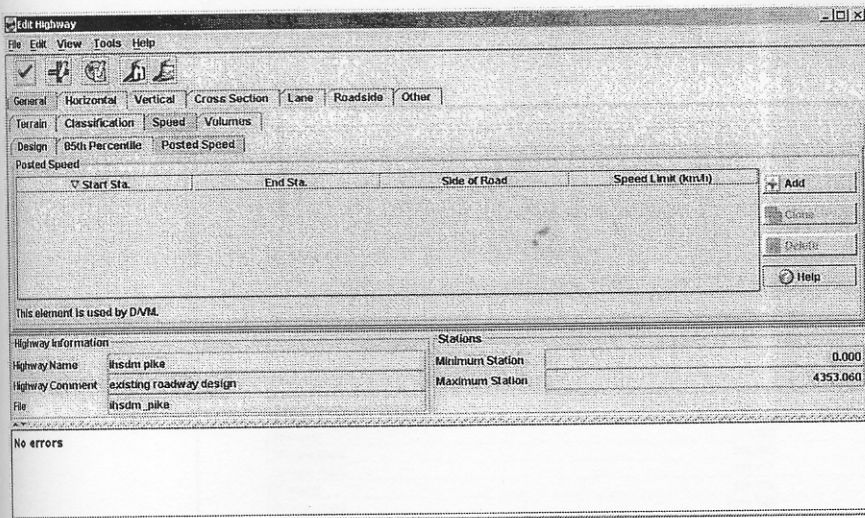 Edit Highway
File Edit View Tools Help
General Horizontal Vertical Cross Section Lane Roadside Other
Terrain Classification Speed Volumes
Design 85th Percentile Posted Speed
Posted Speed
▽ Start Sta. End Sta. Side of Road Speed Limit (km/h)
Add
Clone
Delete
Help
This element is used by D/VM.
Highway Information
Highway Name ihsdm pike
Highway Comment existing roadway design
File ihsdm_pike
Stations
Minimum Station 0.000
Maximum Station 4353.060
No errors